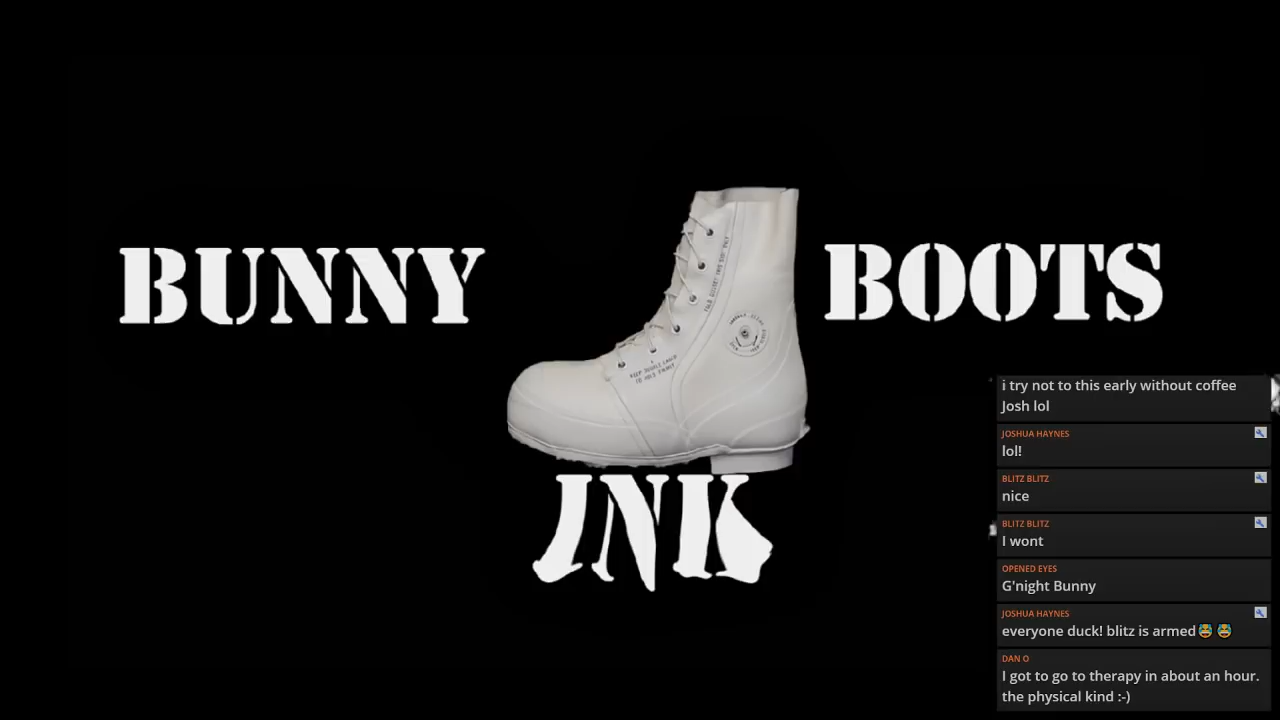 BUNNY
BOOTS
INK
i try not to this early without coffee
Josh lol
JOSHUA HAYNES
lol!
BLITZ BLITZ
nice
BLITZ BLITZ
I wont
OPENED EYES
G'night Bunny
JOSHUA HAYNES
everyone duck! blitz is armed
DAN O
I got to go to therapy in about an hour.
the physical kind :-)